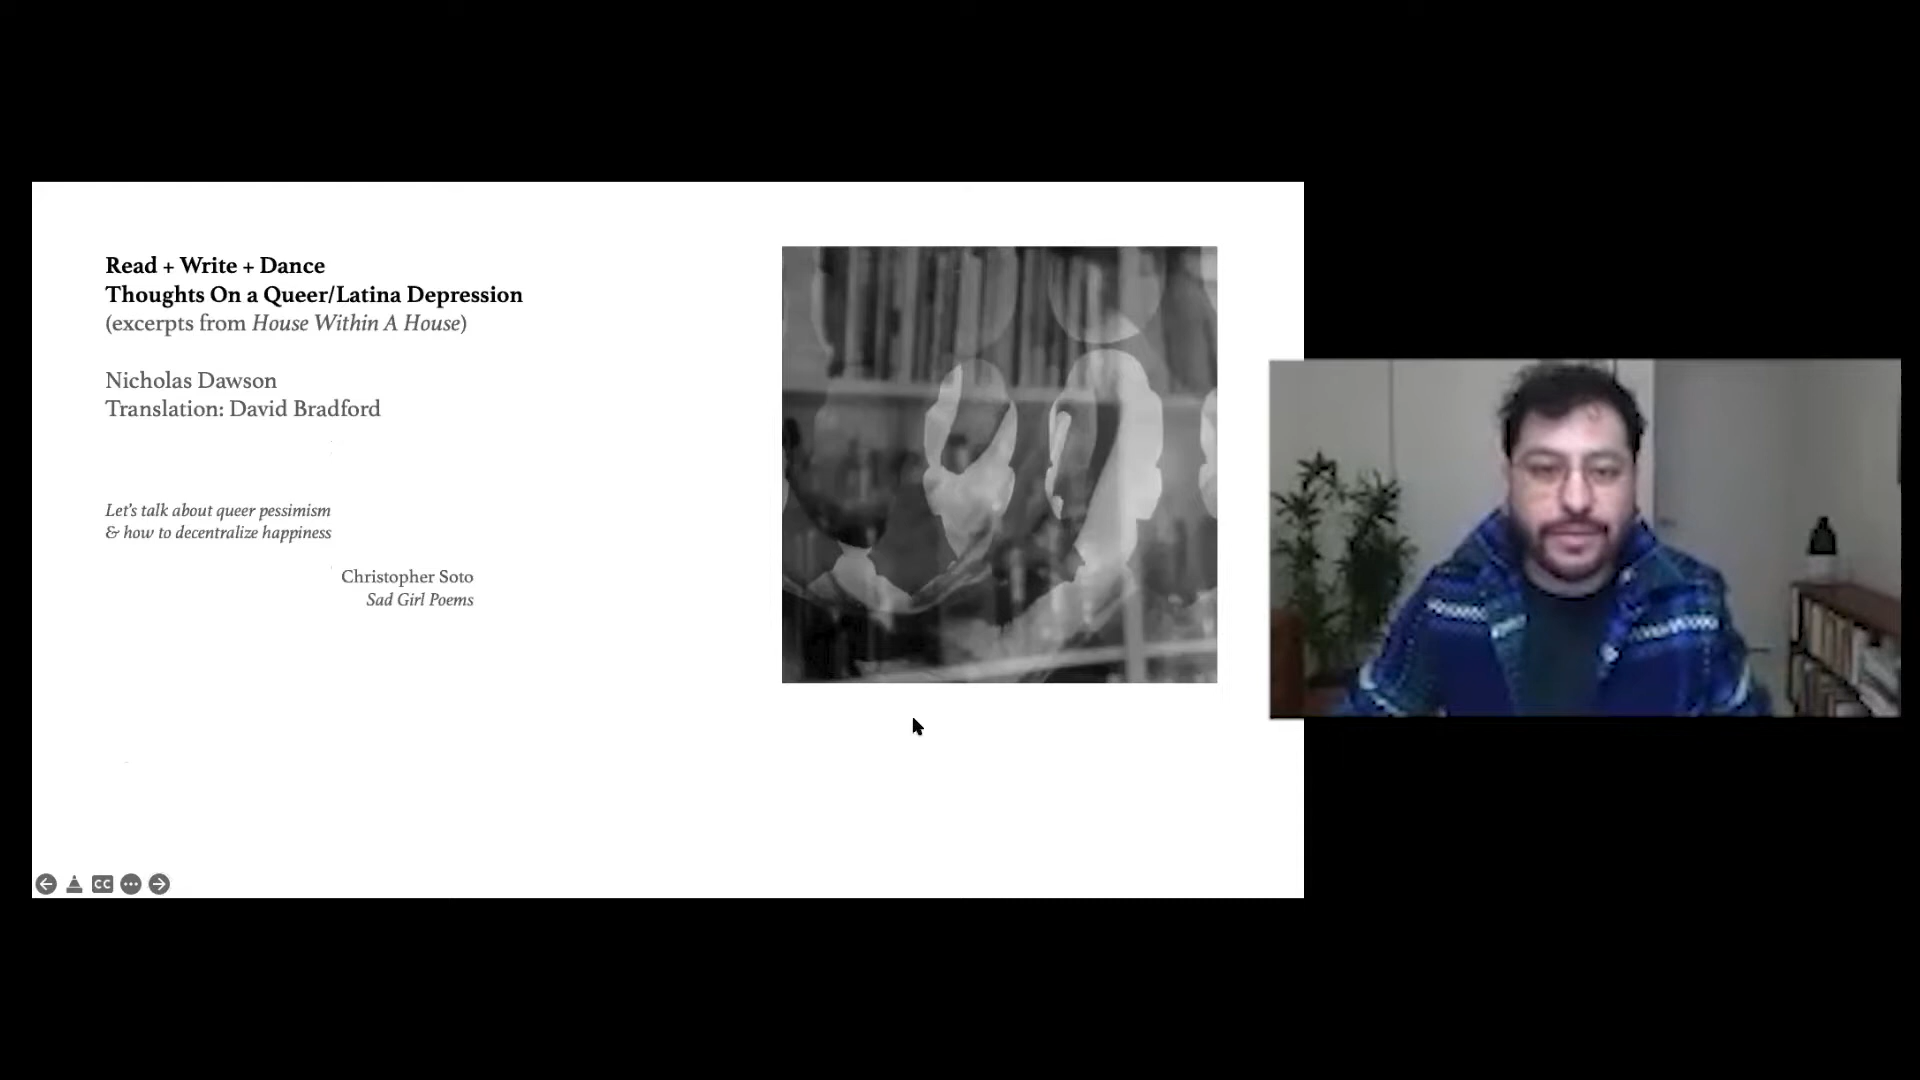 Read + Write + Dance
Thoughts On a Queer/Latina Depression
(excerpts from House Within A House)
Nicholas Dawson
Translation: David Bradford
Let's talk about queer pessimism
& how to decentralize happiness
Christopher Soto
Sad Girl Poems
CC